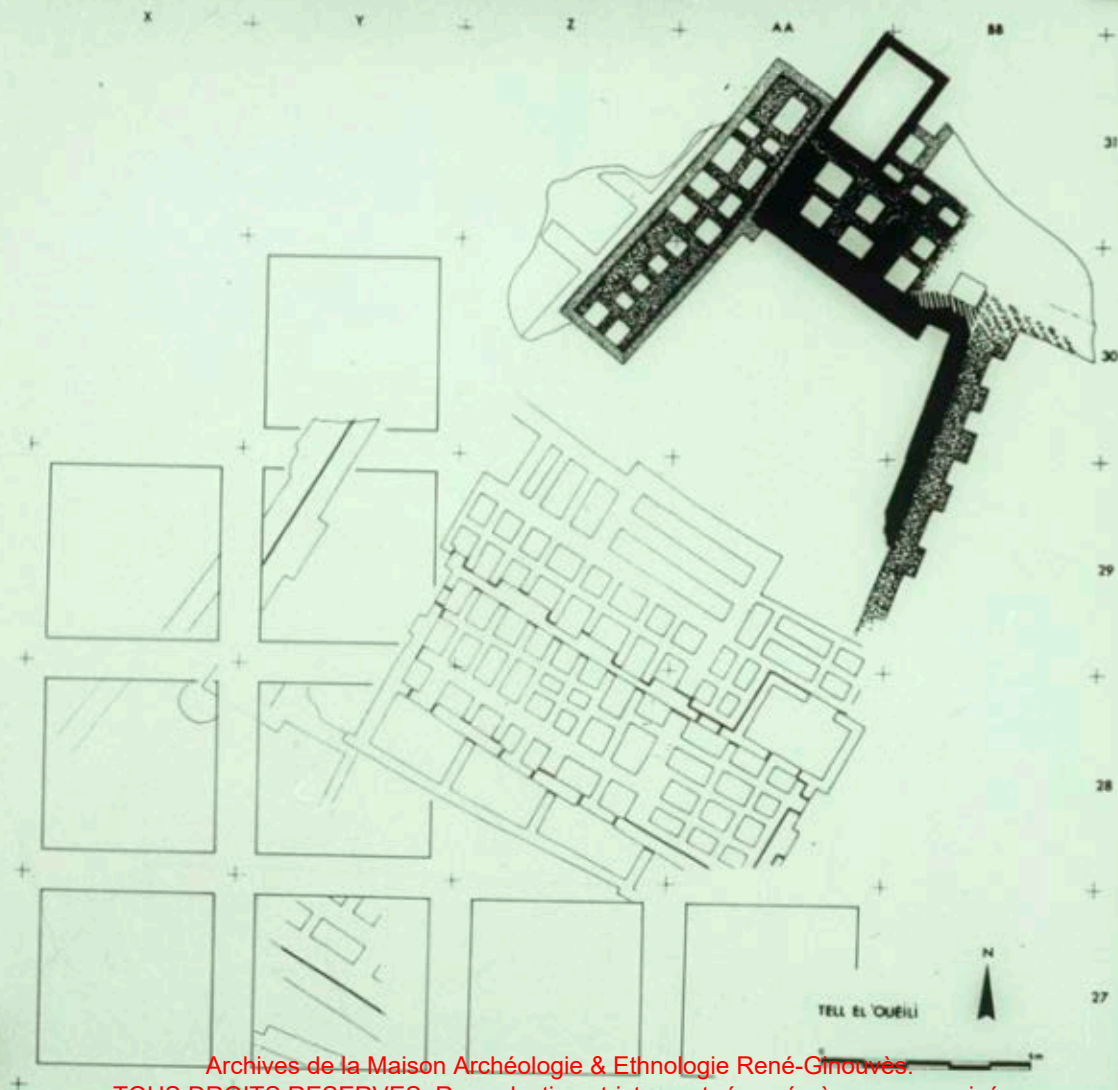 X Y Z AA BB
31
30
29
28
N
27
TELL EL 'OUEILI
Archives de la Maison Archéologie & Ethnologie René-Ginouvès.